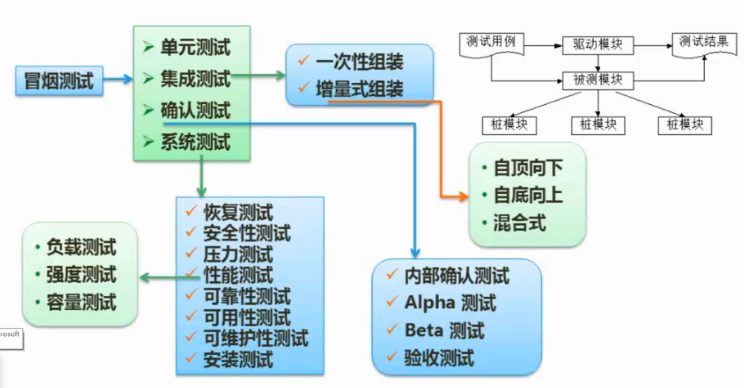 冒烟测试
单元测试
集成测试
确认测试
系统测试
一次性组装
增量式组装
测试用例
驱动模块
测试结果
被测模块
桩模块
桩模块
桩模块
自顶向下
自底向上
混合式
恢复测试
安全性测试
压力测试
性能测试
可靠性测试
可用性测试
可维护性测试
安装测试
负载测试
强度测试
容量测试
内部确认测试
Alpha 测试
Beta 测试
验收测试
rosoft